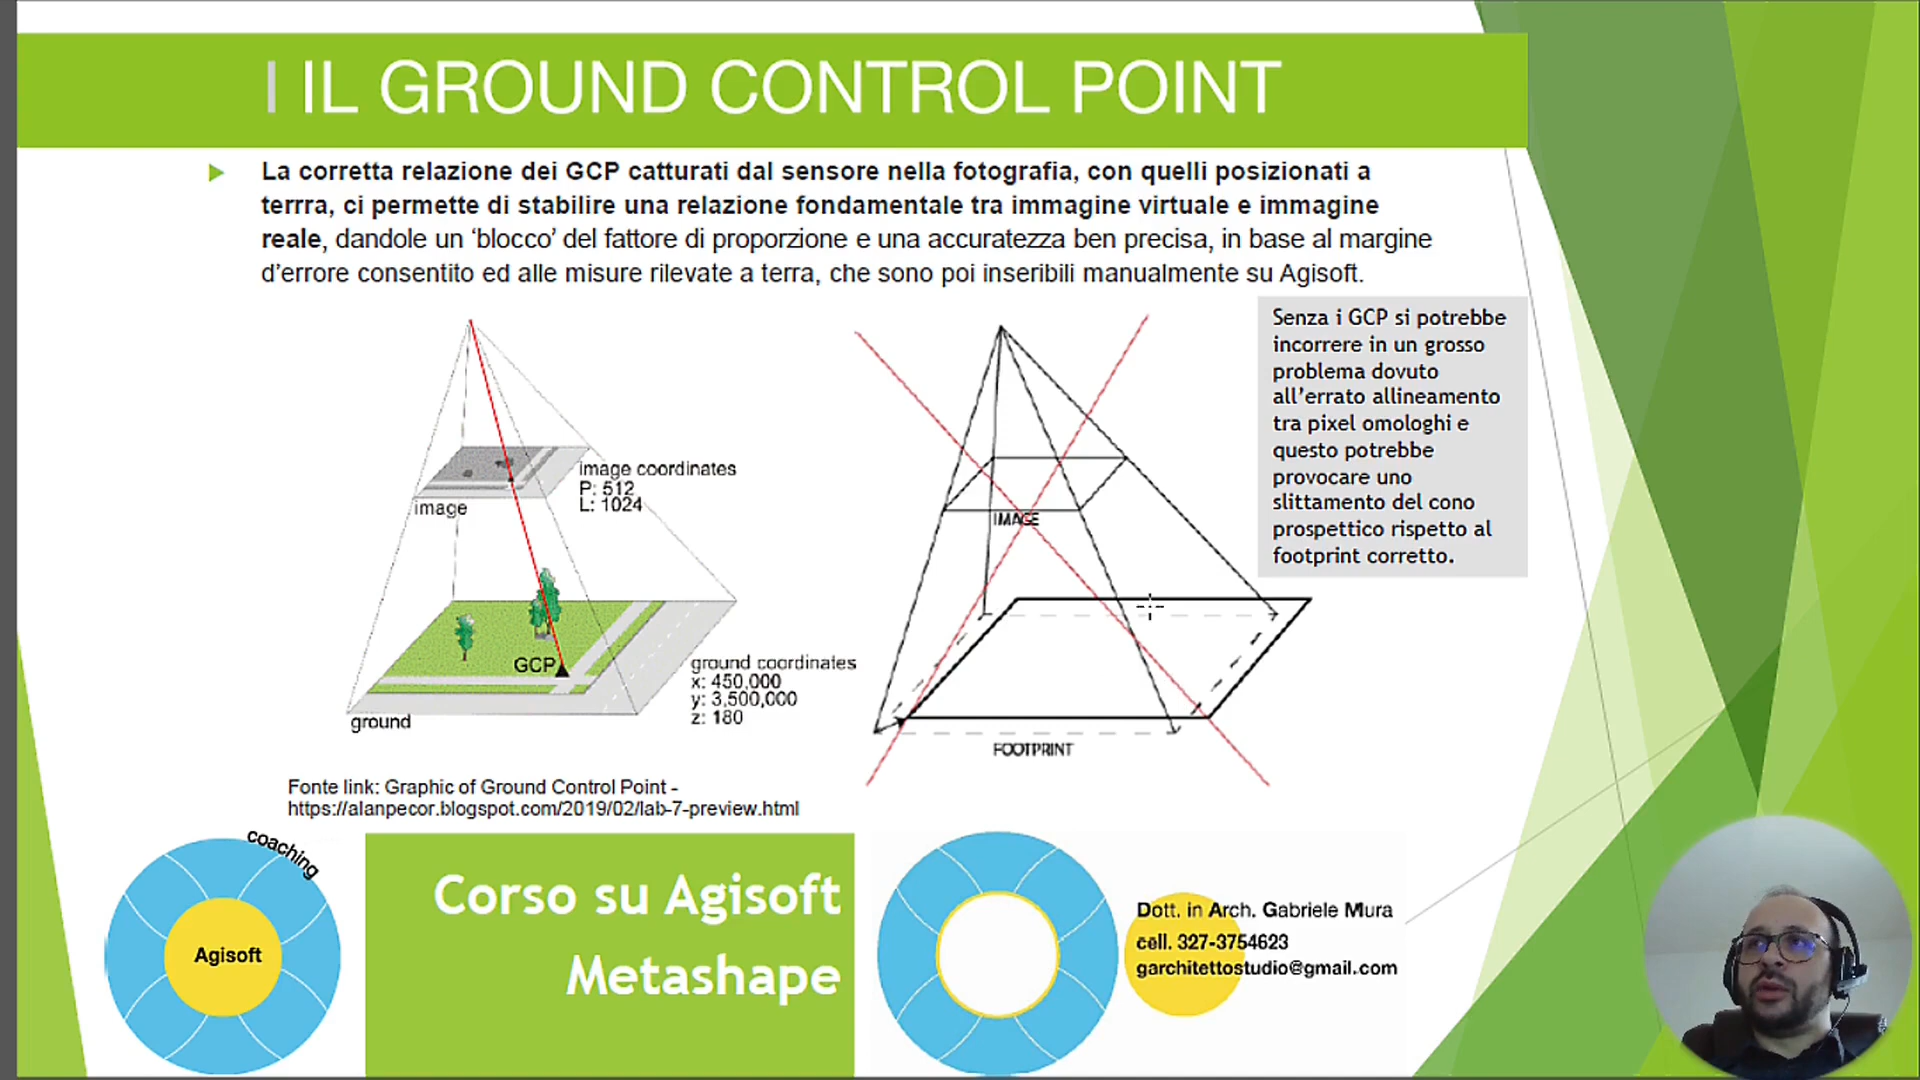 I IL GROUND CONTROL POINT
La corretta relazione dei GCP catturati dal sensore nella fotografia, con quelli posizionati a
terrra, ci permette di stabilire una relazione fondamentale tra immagine virtuale e immagine
reale, dandole un ‘blocco’ del fattore di proporzione e una accuratezza ben precisa, in base al margine
d’errore consentito ed alle misure rilevate a terra, che sono poi inseribili manualmente su Agisoft.
image coordinates
P: 512
L: 1024
image
GCP
ground coordinates
x: 450,000
y: 3,500,000
z: 180
ground
IMAGE
FOOTPRINT
Senza i GCP si potrebbe
incorrere in un grosso
problema dovuto
all’errato allineamento
tra pixel omologhi e
questo potrebbe
provocare uno
slittamento del cono
prospettico rispetto al
footprint corretto.
Fonte link: Graphic of Ground Control Point -
https://alanpecor.blogspot.com/2019/02/lab-7-preview.html
coaching
Agisoft
Corso su Agisoft
Metashape
Dott. in Arch. Gabriele Mura
cell. 327-3754623
garchitettostudio@gmail.com